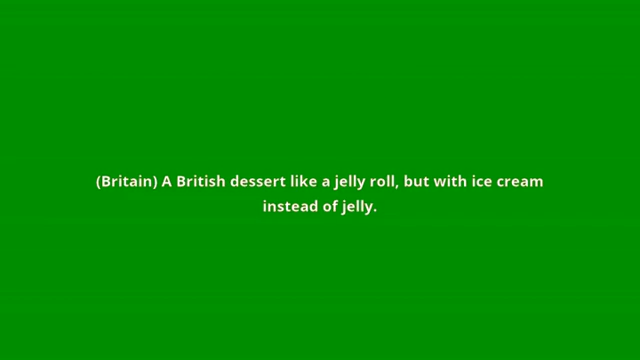 (Britain) A British dessert like a jelly roll, but with ice cream
instead of jelly.